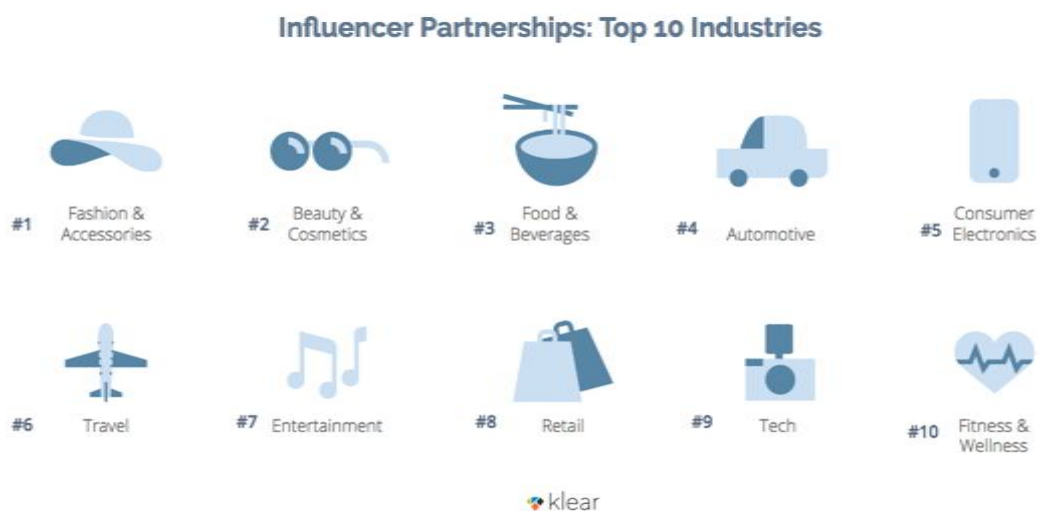 Influencer Partnerships: Top 10 Industries
#1 Fashion &
Accessories
#2 Beauty &
Cosmetics
#3 Food &
Beverages
#4 Automotive
#5 Consumer
Electronics
#6 Travel
#7 Entertainment
#8 Retail
#9 Tech
#10 Fitness &
Wellness
klear